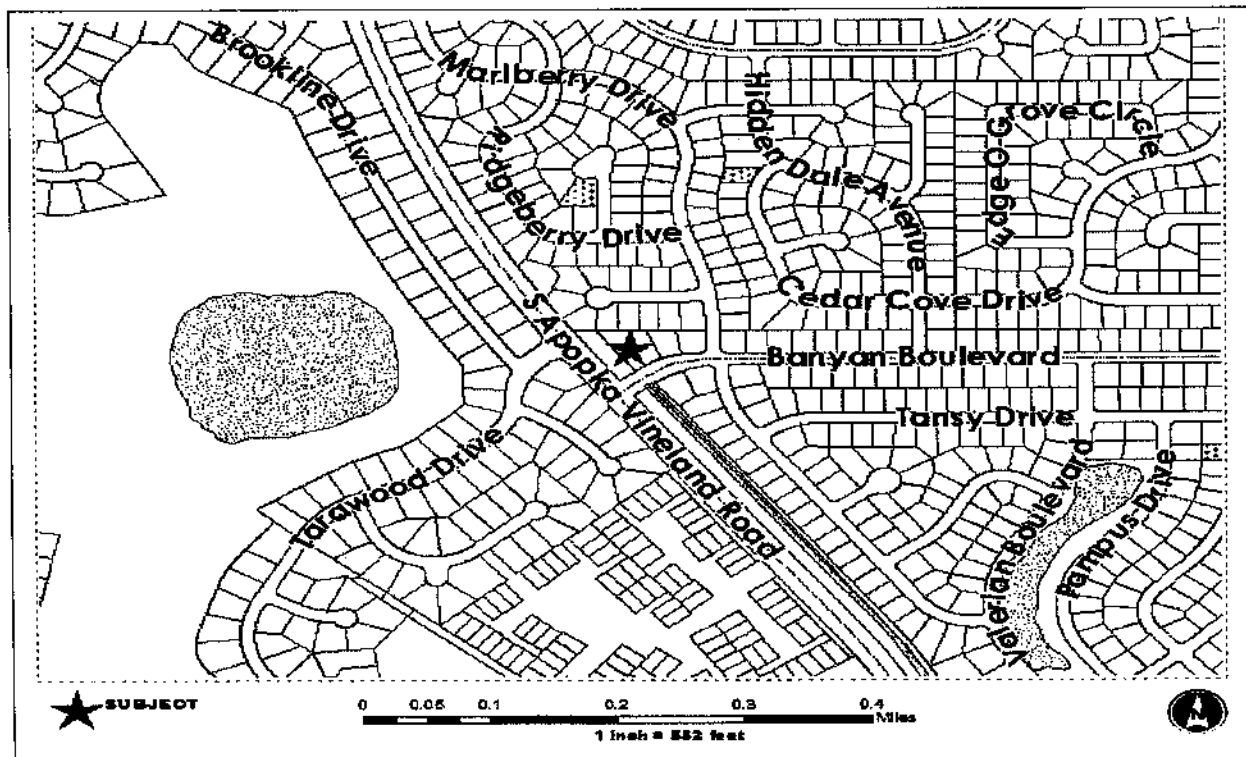 Brookline Drive
Marlberry Drive
Hidden Dale Avenue
Edge-O-Grove Circle
Ridgeberry Drive
Cedar Cove Drive
S Apopka Vineland Road
Banyan Boulevard
Tansy Drive
Tarawood Drive
Valerian Boulevard
Pampus Drive
SUBJECT
0 0.05 0.1 0.2 0.3 0.4
Miles
1 inch = 552 feet
N